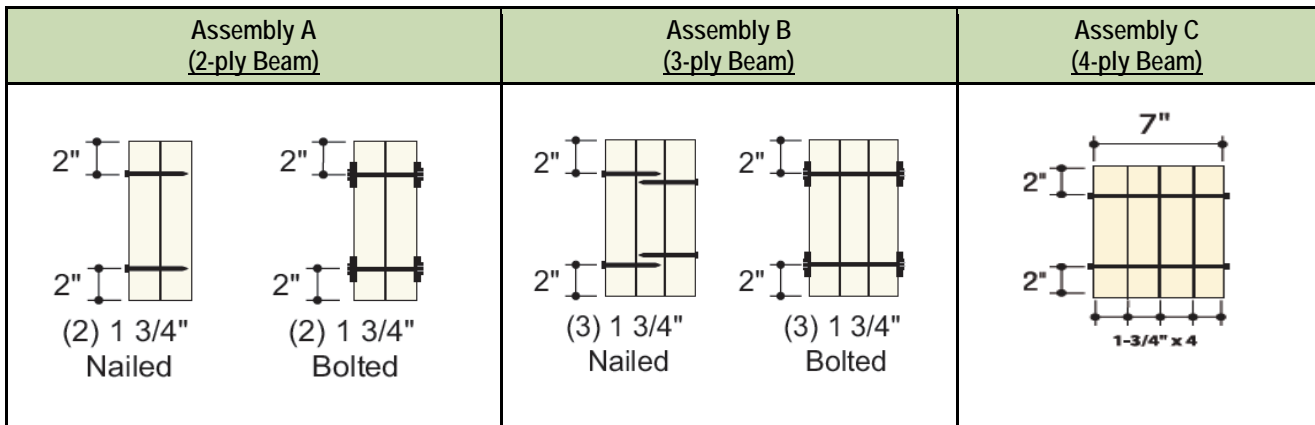 Assembly A
(2-ply Beam)
Assembly B
(3-ply Beam)
Assembly C
(4-ply Beam)
2"
2"
(2) 1 3/4"
Nailed
2"
2"
(2) 1 3/4"
Bolted
2"
2"
(3) 1 3/4"
Nailed
2"
2"
(3) 1 3/4"
Bolted
7"
2"
2"
1-3/4" x 4